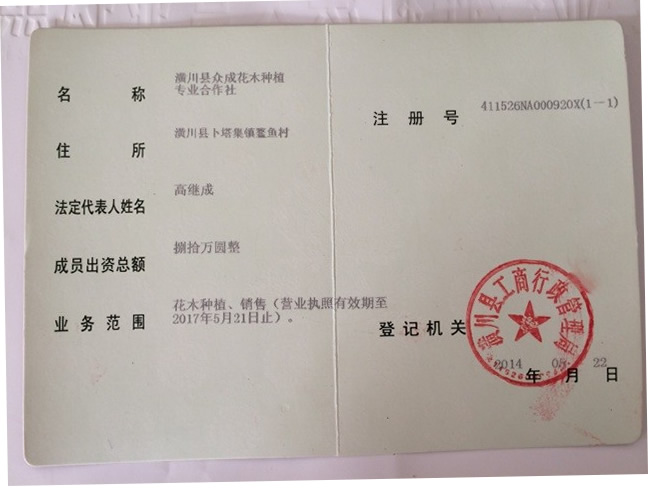 名 称 潢川县众成花木种植
专业合作社
住 所 潢川县卜塔集镇鳌鱼村
法定代表人姓名 高继成
成员出资总额 捌拾万圆整
业务范围 花木种植、销售（营业执照有效期至
2017年5月21日止）。
注册号 411526NA000920X(1-1)
登记机关
潢川县工商行政管理局
2014 年 05 月 22 日